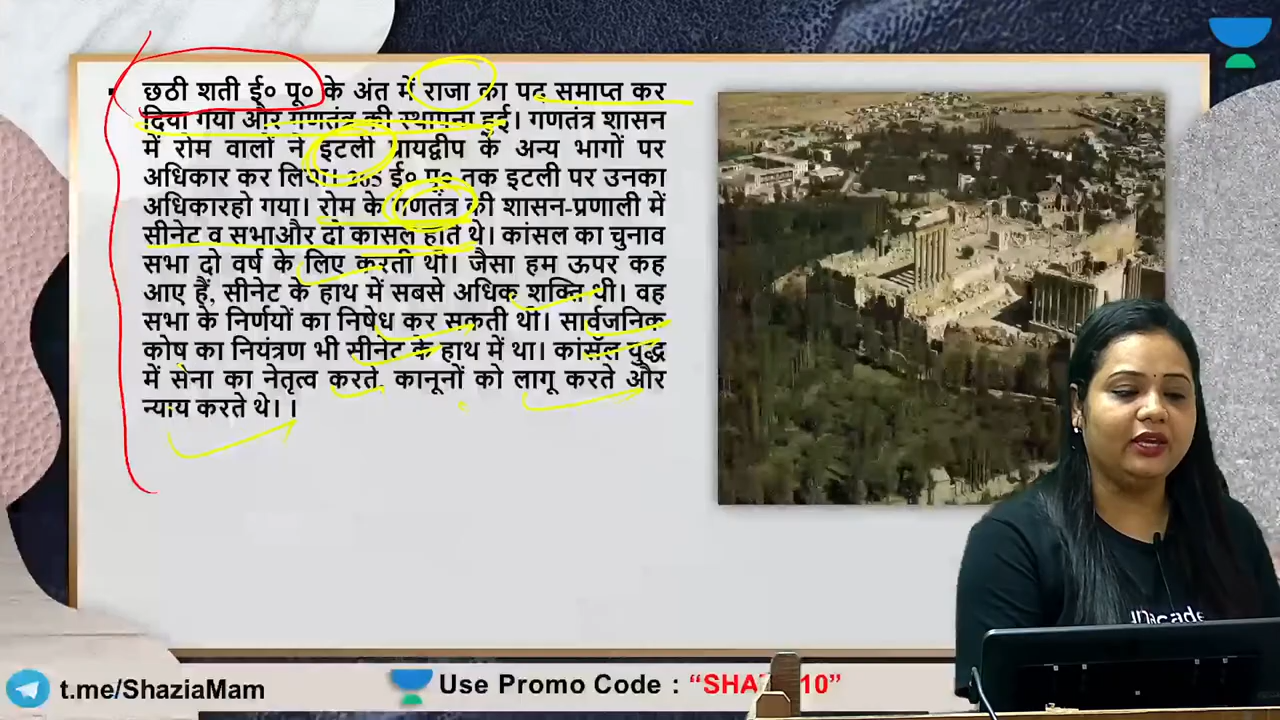 • छठी शती ई० पू० के अंत में राजा का पद समाप्त कर
दिया गया और गणतंत्र की स्थापना हुई। गणतंत्र शासन
में रोम वालों ने इटली प्रायद्वीप के अन्य भागों पर
अधिकार कर लिया। ई० पू० तक इटली पर उनका
अधिकारहो गया। रोम के गणतंत्र की शासन-प्रणाली में
सीनेट व सभाऔर दो कांसल होते थे। कांसल का चुनाव
सभा दो वर्ष के लिए करती थी। जैसा हम ऊपर कह
आए हैं, सीनेट के हाथ में सबसे अधिक शक्ति थी। वह
सभा के निर्णयों का निषेध कर सकती थी। सार्वजनिक
कोष का नियंत्रण भी सीनेट के हाथ में था। कांसॅल युद्ध
में सेना का नेतृत्व करते, कानूनों को लागू करते और
न्याय करते थे।।
t.me/ShaziaMam
Use Promo Code :